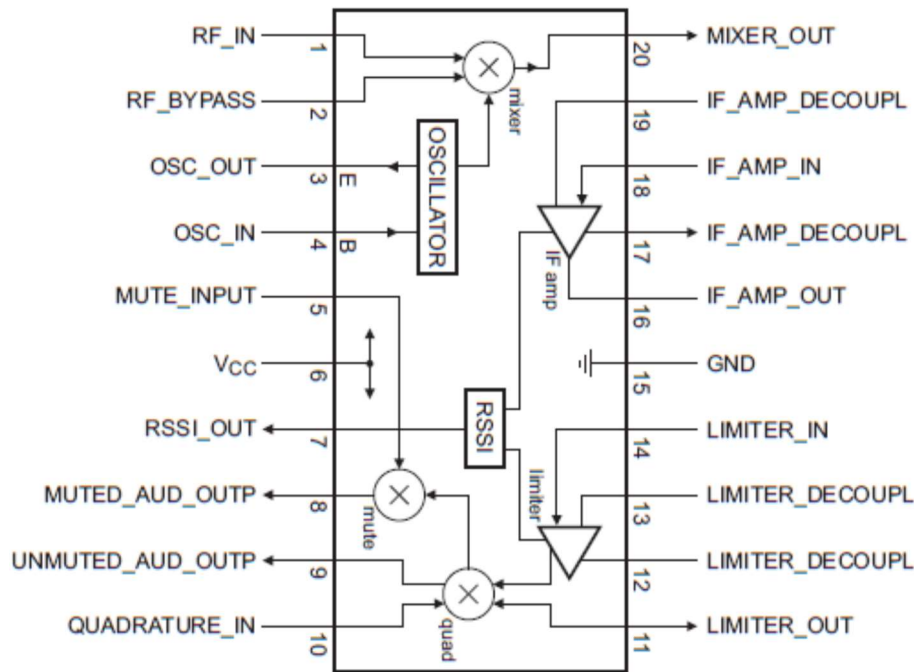 RF_IN
1
20
MIXER_OUT
mixer
RF_BYPASS
2
19
IF_AMP_DECOUPL
OSCILLATOR
OSC_OUT
3
E
18
IF_AMP_IN
OSC_IN
4
B
17
IF_AMP_DECOUPL
IF amp
MUTE_INPUT
5
16
IF_AMP_OUT
VCC
6
15
GND
RSSI_OUT
7
RSSI
14
LIMITER_IN
limiter
MUTED_AUD_OUTP
8
mute
13
LIMITER_DECOUPL
UNMUTED_AUD_OUTP
9
12
LIMITER_DECOUPL
QUADRATURE_IN
10
quad
11
LIMITER_OUT